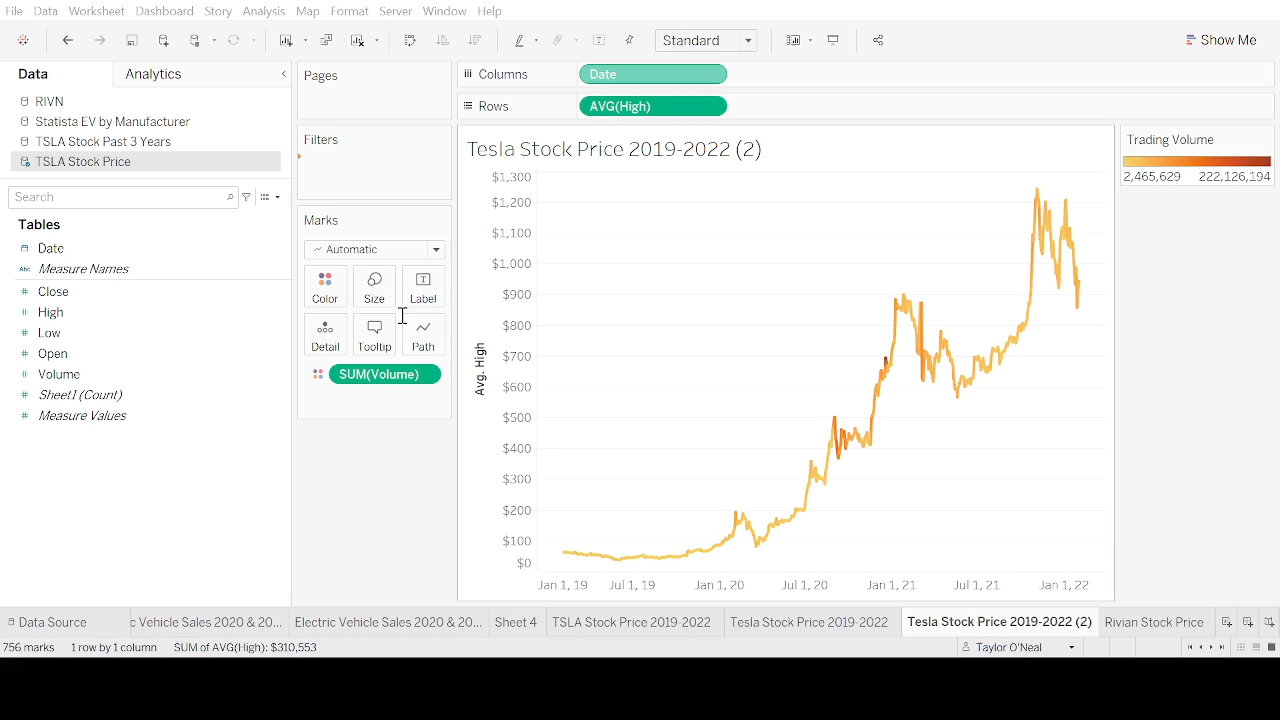 File Data Worksheet Dashboard Story Analysis Map Format Server Window Help
Standard
Show Me
Data
Analytics
RIVN
Statista EV by Manufacturer
TSLA Stock Past 3 Years
TSLA Stock Price
Search
Tables
Date
Abc Measure Names
Close
High
Low
Open
Volume
Sheet1 (Count)
Measure Values
Pages
Filters
Marks
Automatic
Color Size Label
Detail Tooltip Path
SUM(Volume)
Columns Date
Rows AVG(High)
Tesla Stock Price 2019-2022 (2)
Avg. High
$1,300
$1,200
$1,100
$1,000
$900
$800
$700
$600
$500
$400
$300
$200
$100
$0
Jan 1, 19 Jul 1, 19 Jan 1, 20 Jul 1, 20 Jan 1, 21 Jul 1, 21 Jan 1, 22
Trading Volume
2,465,629 222,126,194
Data Source c Vehicle Sales 2020 & 20... Electric Vehicle Sales 2020 & 20... Sheet 4 TSLA Stock Price 2019-2022 Tesla Stock Price 2019-2022 Tesla Stock Price 2019-2022 (2) Rivian Stock Price
756 marks 1 row by 1 column SUM of AVG(High): $310,553 Taylor O'Neal